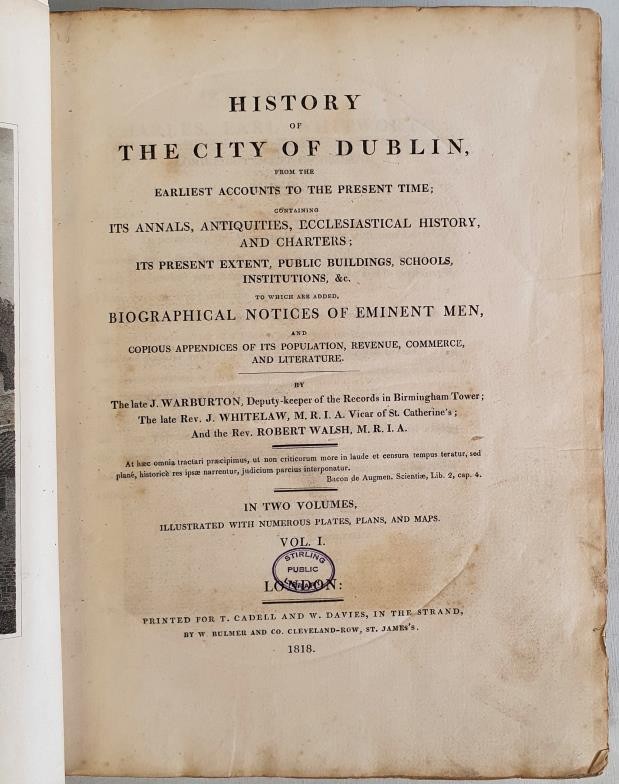 HISTORY
OF
THE CITY OF DUBLIN,
FROM THE
EARLIEST ACCOUNTS TO THE PRESENT TIME;
CONTAINING
ITS ANNALS, ANTIQUITIES, ECCLESIASTICAL HISTORY,
AND CHARTERS;
ITS PRESENT EXTENT, PUBLIC BUILDINGS, SCHOOLS,
INSTITUTIONS, &c.
TO WHICH ARE ADDED,
BIOGRAPHICAL NOTICES OF EMINENT MEN,
AND
COPIOUS APPENDICES OF ITS POPULATION, REVENUE, COMMERCE,
AND LITERATURE.
BY
The late J. WARBURTON, Deputy-keeper of the Records in Birmingham Tower;
The late Rev. J. WHITELAW, M. R. I. A. Vicar of St. Catherine's;
And the Rev. ROBERT WALSH, M. R. I. A.
At hæc omnia tractari præcipimus, ut non criticorum more in laude et censura tempus teratur, sed
plané, historicè res ipsæ narrentur, judicium parcius interponatur.
Bacon de Augmen. Scientiæ, Lib. 2, cap. 4.
IN TWO VOLUMES,
ILLUSTRATED WITH NUMEROUS PLATES, PLANS, AND MAPS.
VOL. I.
STIRLING
PUBLIC
LIBRARY
LONDON:
PRINTED FOR T. CADELL AND W. DAVIES, IN THE STRAND,
BY W. BULMER AND CO. CLEVELAND-ROW, ST. JAMES'S.
1818.